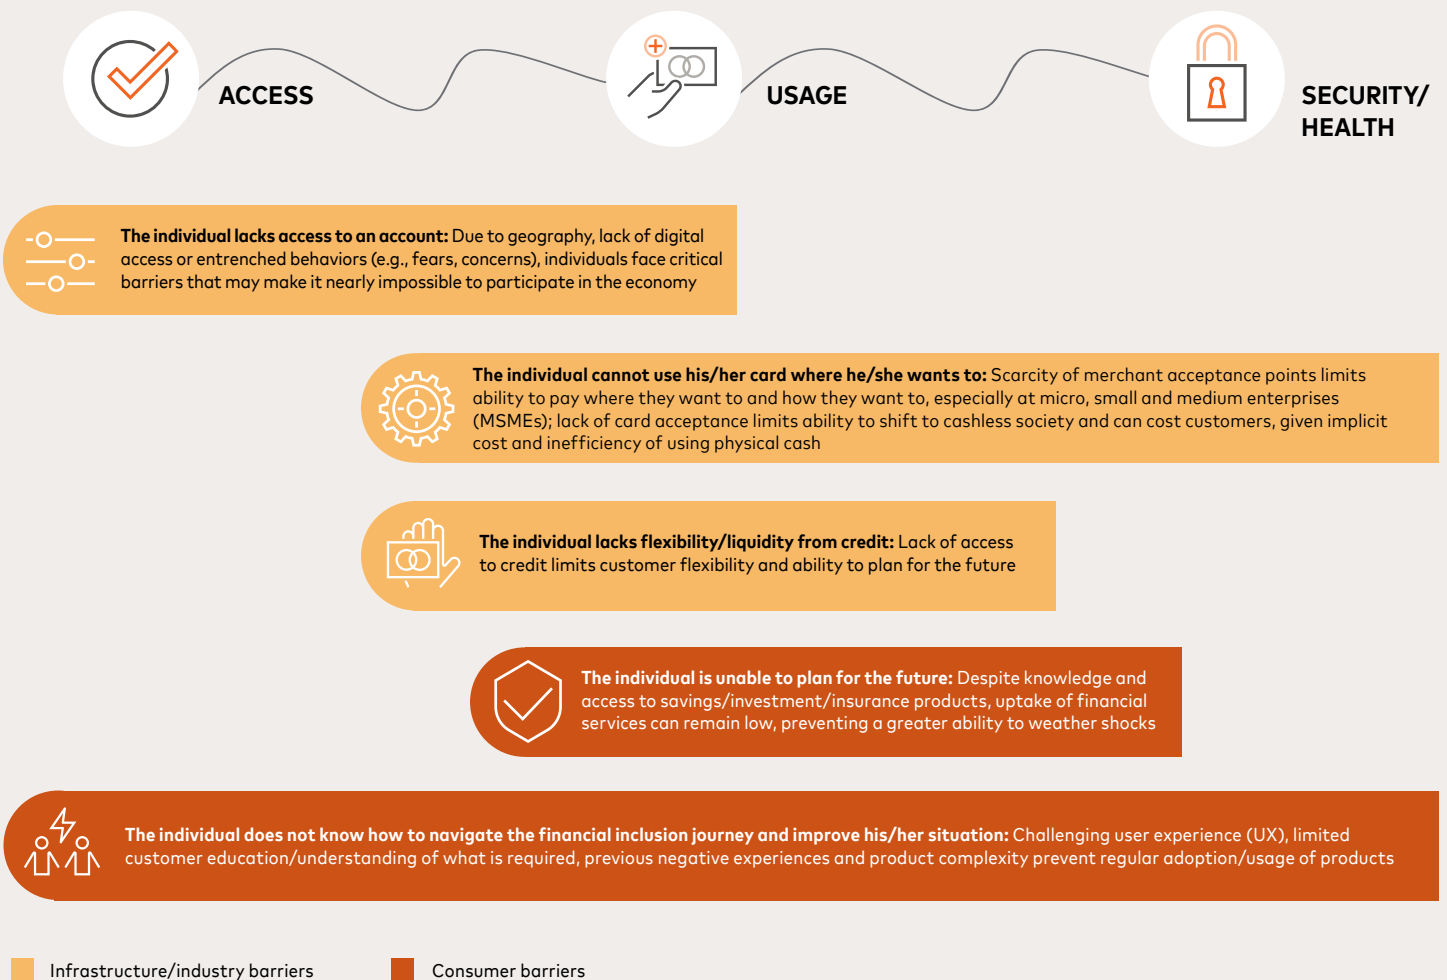 ACCESS
USAGE
SECURITY/
HEALTH
The individual lacks access to an account: Due to geography, lack of digital
access or entrenched behaviors (e.g., fears, concerns), individuals face critical
barriers that may make it nearly impossible to participate in the economy
The individual cannot use his/her card where he/she wants to: Scarcity of merchant acceptance points limits
ability to pay where they want to and how they want to, especially at micro, small and medium enterprises
(MSMEs); lack of card acceptance limits ability to shift to cashless society and can cost customers, given implicit
cost and inefficiency of using physical cash
The individual lacks flexibility/liquidity from credit: Lack of access
to credit limits customer flexibility and ability to plan for the future
The individual is unable to plan for the future: Despite knowledge and
access to savings/investment/insurance products, uptake of financial
services can remain low, preventing a greater ability to weather shocks
The individual does not know how to navigate the financial inclusion journey and improve his/her situation: Challenging user experience (UX), limited
customer education/understanding of what is required, previous negative experiences and product complexity prevent regular adoption/usage of products
Infrastructure/industry barriers
Consumer barriers